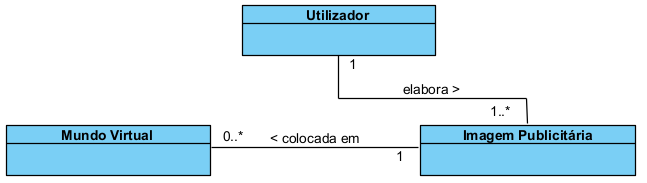 Utilizador
1
elabora >
1..*
Mundo Virtual
0..*
< colocada em
1
Imagem Publicitária